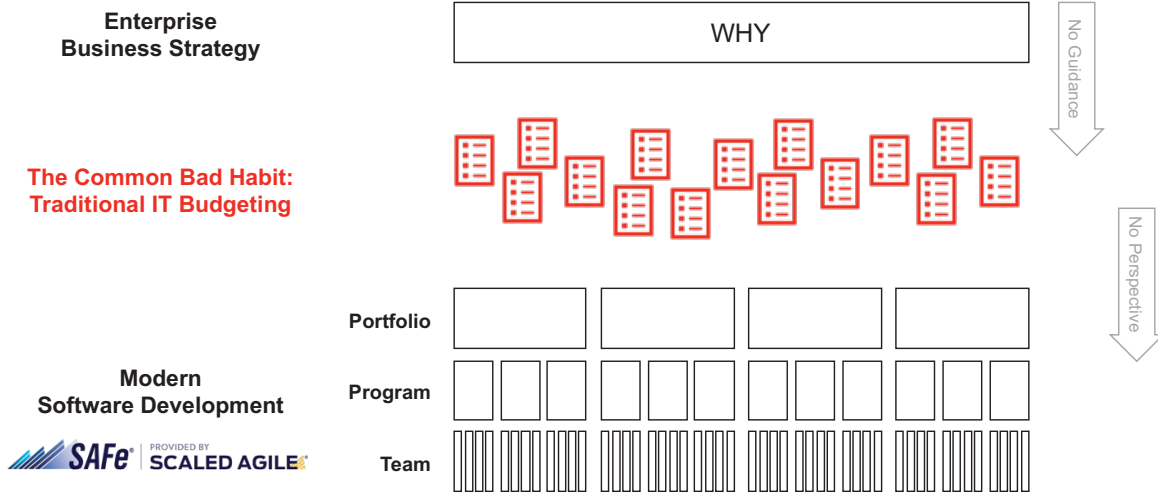 Enterprise
Business Strategy
WHY
No Guidance
The Common Bad Habit:
Traditional IT Budgeting
No Perspective
Portfolio
Modern
Software Development
Program
SAFe® PROVIDED BY
SCALED AGILE®
Team